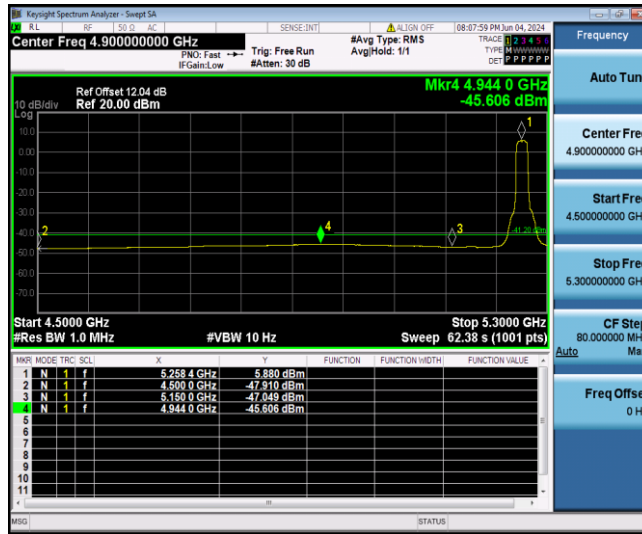 Keysight Spectrum Analyzer - Swept SA
RL RF 50 Ω AC SENSE:INT ALIGN OFF 08:07:59 PM Jun 04, 2024
Center Freq 4.900000000 GHz
PNO: Fast
IFGain:Low
Trig: Free Run
#Atten: 30 dB
#Avg Type: RMS
Avg|Hold: 1/1
TRACE 1 2 3 4 5 6
TYPE M WWWWW
DET P P P P P P
Frequency
Auto Tun
Center Fre
4.900000000 GH
Start Fre
4.500000000 GH
Stop Fre
5.300000000 GH
CF Ste
80.000000 MH
Auto Ma
Freq Offse
0 H
Mkr4 4.944 0 GHz
-45.606 dBm
Ref Offset 12.04 dB
10 dB/div Ref 20.00 dBm
Log
10.0
0.00
-10.0
-20.0
-30.0
-40.0
-50.0
-60.0
-70.0
1
2
4
3
-41.20 dBm
Start 4.5000 GHz Stop 5.3000 GHz
#Res BW 1.0 MHz #VBW 10 Hz Sweep 62.38 s (1001 pts)
MKR MODE TRC SCL X Y FUNCTION FUNCTION WIDTH FUNCTION VALUE
1 N 1 f 5.258 4 GHz 5.880 dBm
2 N 1 f 4.500 0 GHz -47.910 dBm
3 N 1 f 5.150 0 GHz -47.049 dBm
4 N 1 f 4.944 0 GHz -45.606 dBm
5
6
7
8
9
10
11
MSG STATUS